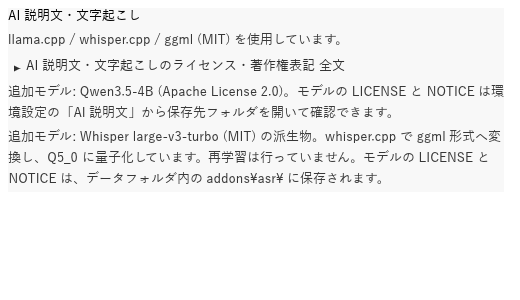 AI 説明文・文字起こし
llama.cpp / whisper.cpp / ggml (MIT) を使用しています。
▸ AI 説明文・文字起こしのライセンス・著作権表記 全文
追加モデル: Qwen3.5-4B (Apache License 2.0)。モデルの LICENSE と NOTICE は環
境設定の「AI 説明文」から保存先フォルダを開いて確認できます。
追加モデル: Whisper large-v3-turbo (MIT) の派生物。whisper.cpp で ggml 形式へ変
換し、Q5_0 に量子化しています。再学習は行っていません。モデルの LICENSE と
NOTICE は、データフォルダ内の addons¥asr¥ に保存されます。